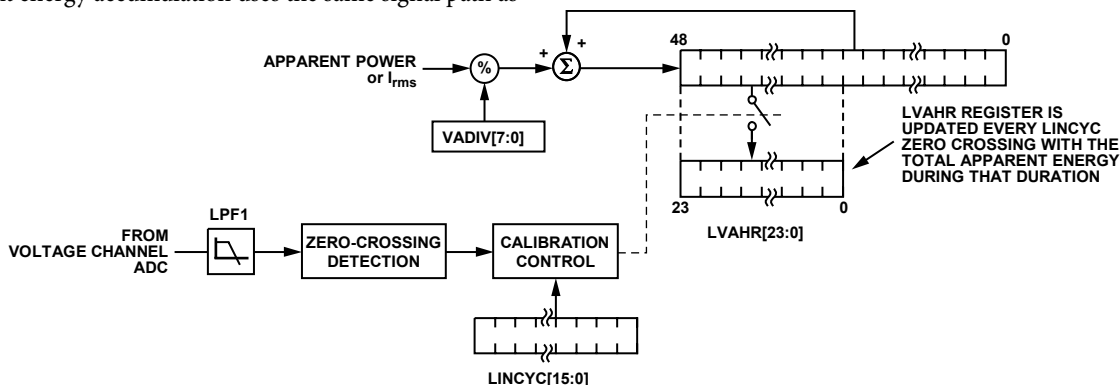 t energy accumulation uses the same signal path as
48
0
APPARENT POWER
or Irms
%
+
+
Σ
VADIV[7:0]
LVAHR REGISTER IS
UPDATED EVERY LINCYC
ZERO CROSSING WITH THE
TOTAL APPARENT ENERGY
DURING THAT DURATION
23
0
LVAHR[23:0]
LPF1
FROM
VOLTAGE CHANNEL
ADC
ZERO-CROSSING
DETECTION
CALIBRATION
CONTROL
LINCYC[15:0]